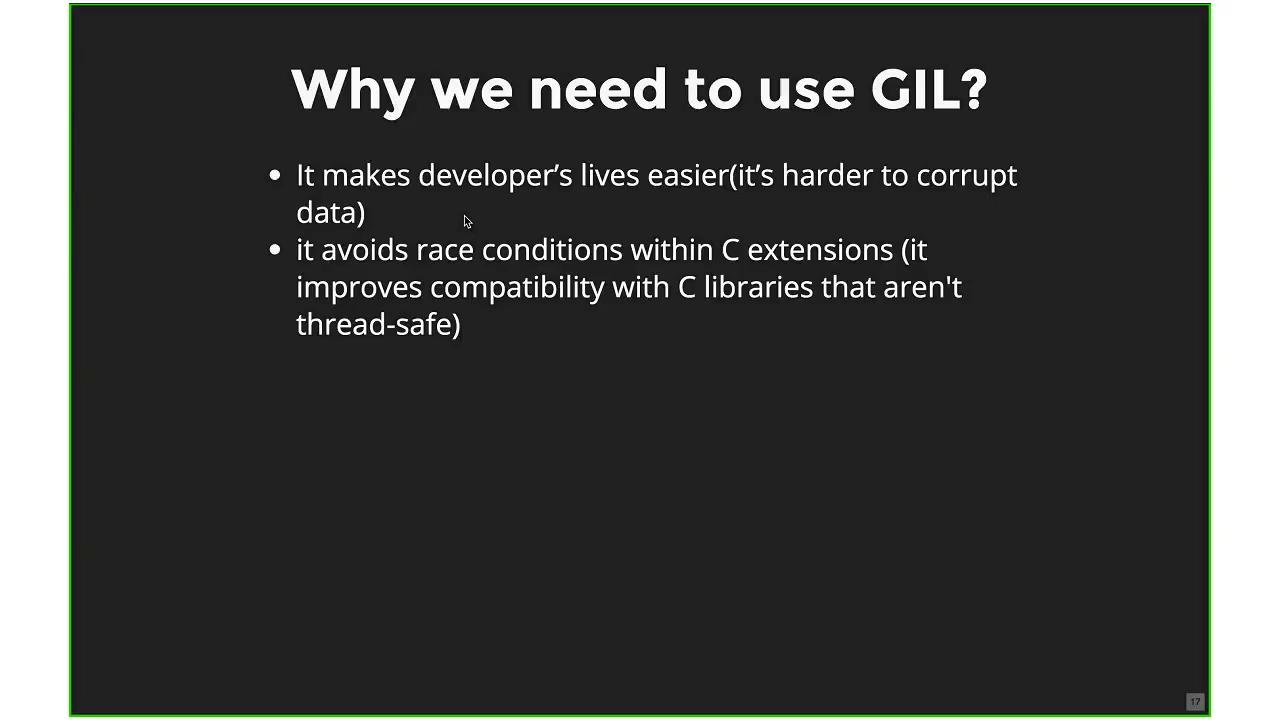 Why we need to use GIL?
• It makes developer’s lives easier(it’s harder to corrupt
data)
• it avoids race conditions within C extensions (it
improves compatibility with C libraries that aren't
thread-safe)
17